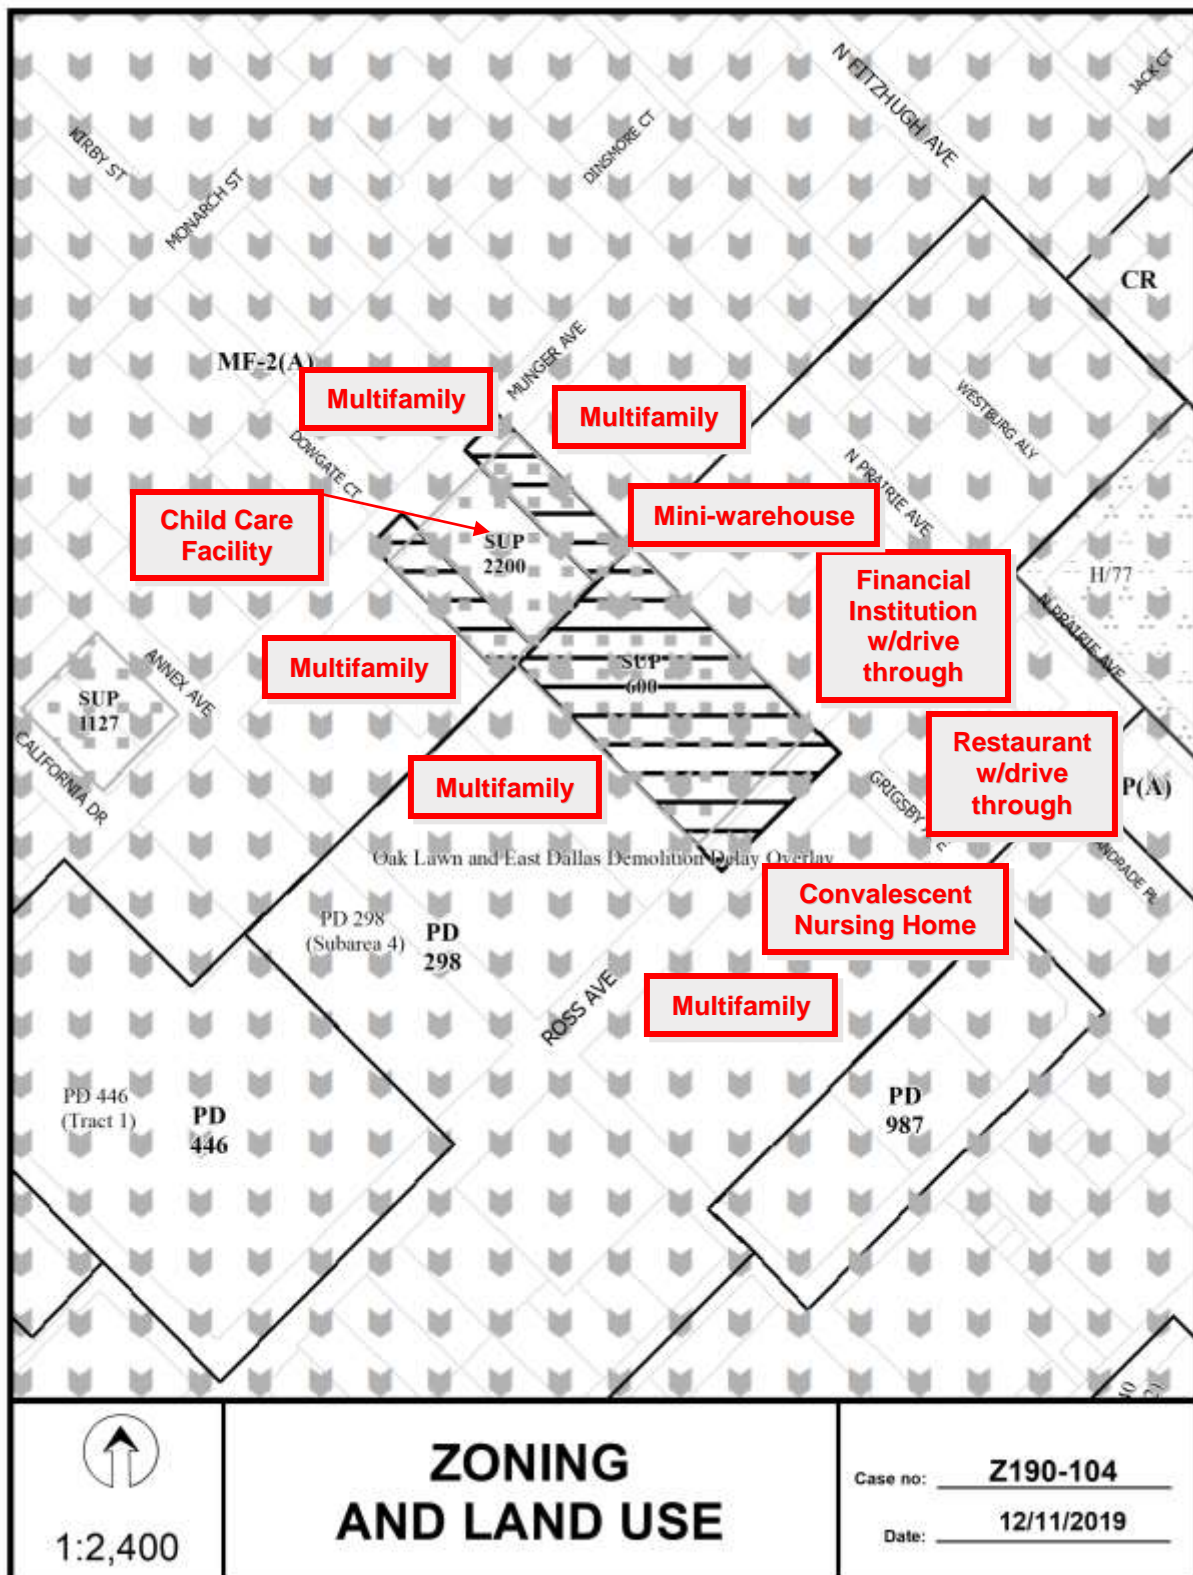 N FITZHUGH AVE
JACK CT
KIRBY ST
DINSMORE CT
MONARCH ST
CR
MUNGER AVE
MF-2(A)
Multifamily
Multifamily
WESTBURG ALY
DOWGATE CT
N PRAIRIE AVE
Child Care
Facility
Mini-warehouse
SUP
2200
Financial
Institution
w/drive
through
H/77
N PRAIRIE AVE
Multifamily
SUP
600
ANNEX AVE
SUP
1127
CALIFORNIA DR
Multifamily
Restaurant
w/drive
through
P(A)
GRIGSBY
Oak Lawn and East Dallas Demolition Delay Overlay
ANDRADE PL
Convalescent
Nursing Home
PD 298
(Subarea 4)
PD
298
ROSS AVE
Multifamily
PD 446
(Tract 1)
PD
446
PD
987
1:2,400
ZONING
AND LAND USE
Case no: Z190-104
Date: 12/11/2019